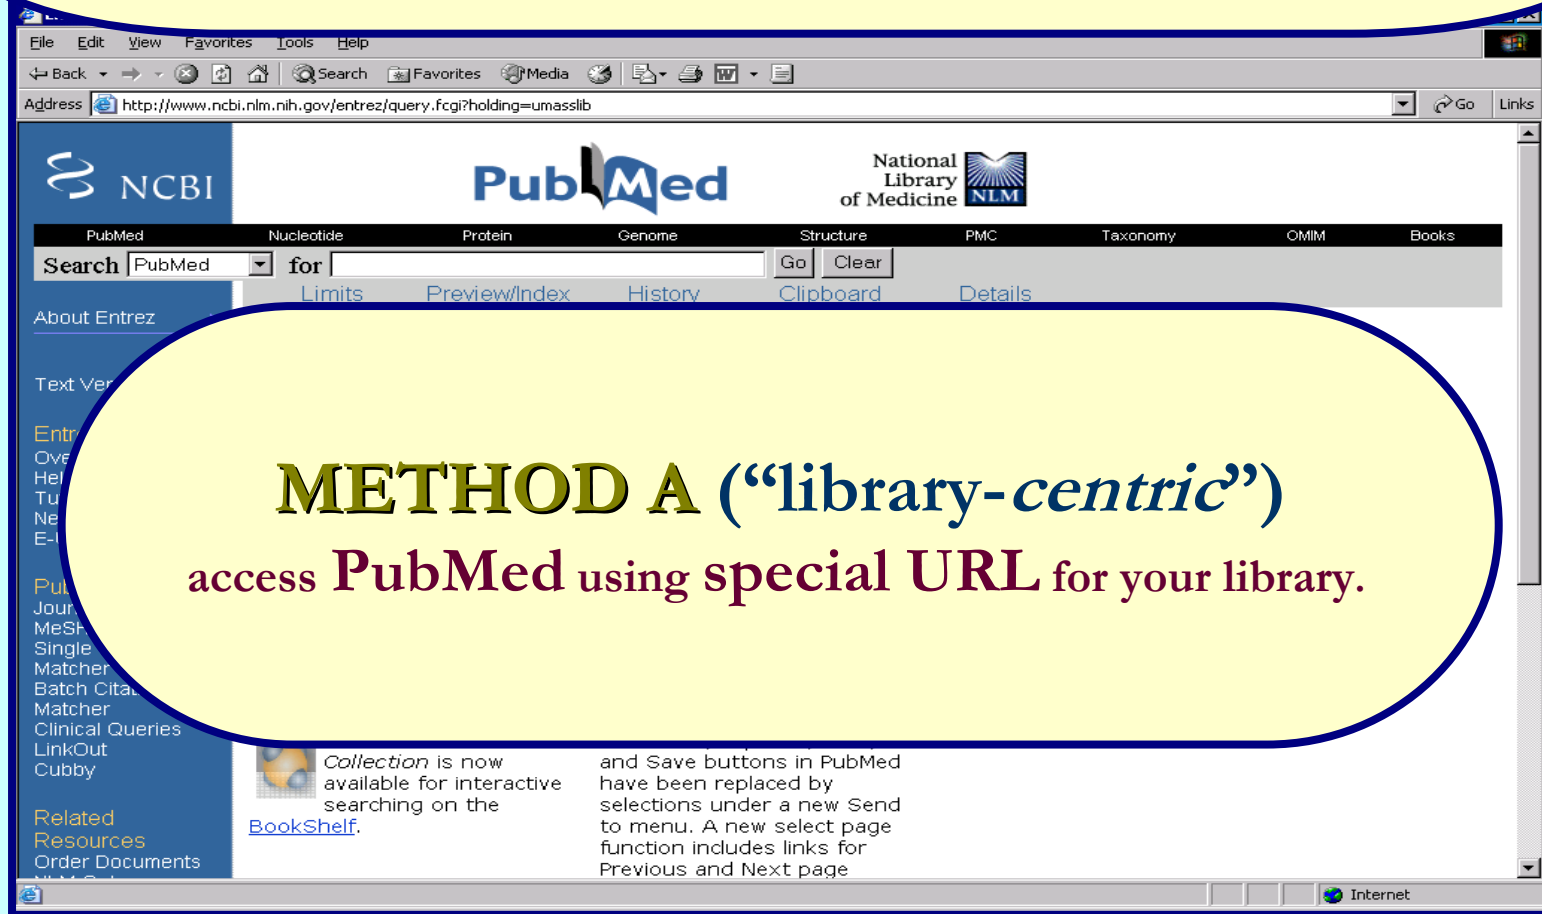 File Edit View Favorites Tools Help
Back Search Favorites Media
Address http://www.ncbi.nlm.nih.gov/entrez/query.fcgi?holding=umasslib Go Links
NCBI PubMed National
Library
of Medicine NLM
PubMed Nucleotide Protein Genome Structure PMC Taxonomy OMIM Books
Search PubMed for Go Clear
Limits Preview/Index History Clipboard Details
About Entrez
Text
METHOD A (“library-centric”)
access PubMed using special URL for your library.
Single
Matcher
Batch
Matcher
Clinical Queries
LinkOut
Cubby
Related
Resources
Order Documents
Collection is now
available for interactive
searching on the
BookShelf.
and Save buttons in PubMed
have been replaced by
selections under a new Send
to menu. A new select page
function includes links for
Previous and Next page
Internet